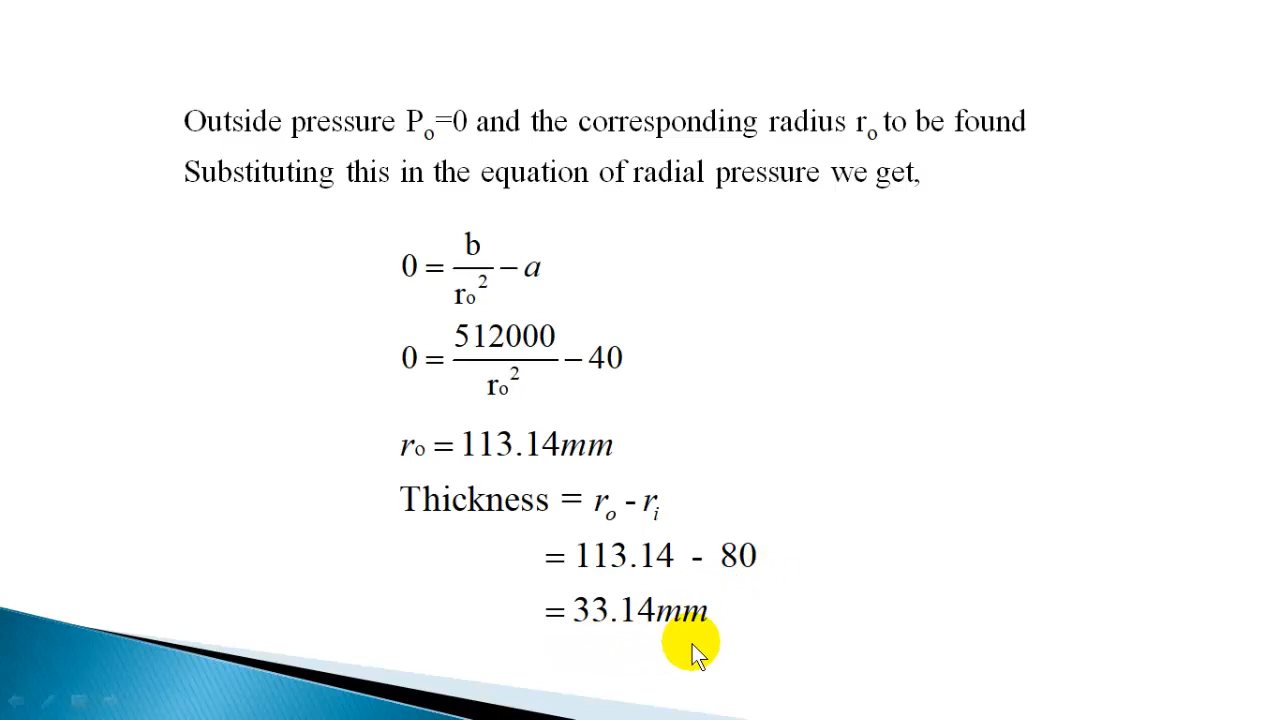 Outside pressure Pₒ=0 and the corresponding radius rₒ to be found
Substituting this in the equation of radial pressure we get,
0 = b/rₒ² − a
0 = 512000/rₒ² − 40
rₒ = 113.14mm
Thickness = rₒ - rᵢ
= 113.14 - 80
= 33.14mm